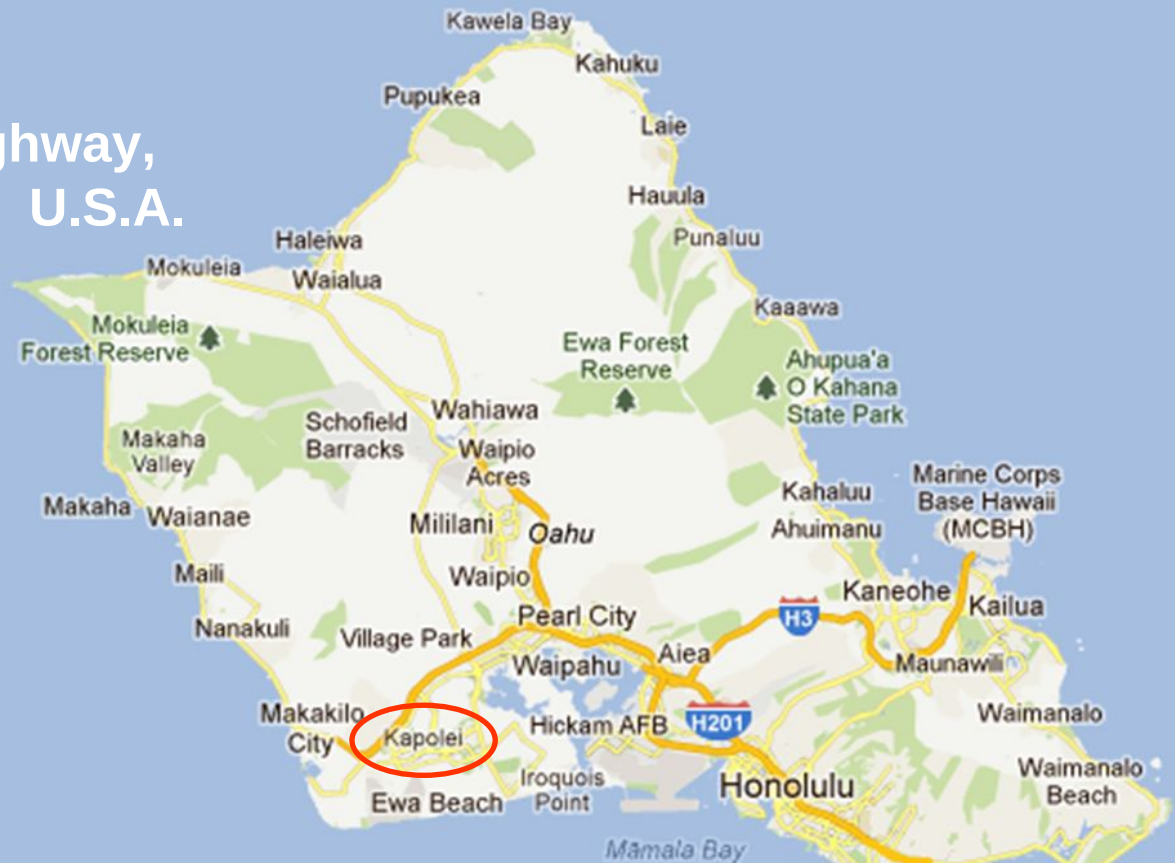 Kawela Bay
Kahuku
Pupukea
Laie
ghway,
U.S.A.
Hauula
Punaluu
Haleiwa
Mokuleia
Waialua
Kaaawa
Mokuleia
Forest Reserve
Ewa Forest
Reserve
Ahupua'a
O Kahana
State Park
Schofield
Barracks
Wahiawa
Makaha
Valley
Waipio
Acres
Marine Corps
Base Hawaii
(MCBH)
Kahaluu
Makaha
Waianae
Mililani
Oahu
Ahuimanu
Maili
Waipio
Kaneohe
Kailua
Nanakuli
Village Park
Pearl City
H3
Waipahu
Aiea
Maunawili
Makakilo
City
Kapolei
Hickam AFB
H201
Waimanalo
Iroquois
Point
Ewa Beach
Honolulu
Waimanalo
Beach
Māmala Bay